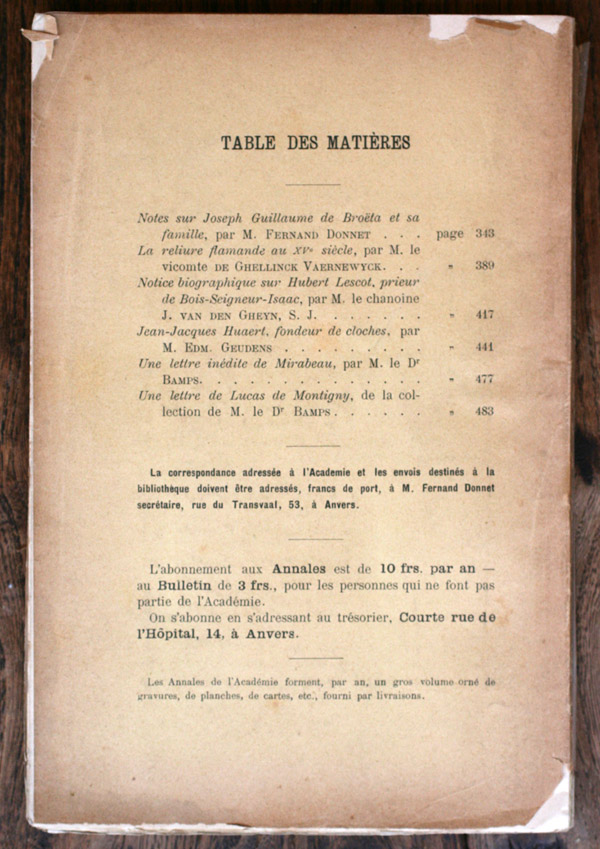 TABLE DES MATIÈRES
Notes sur Joseph Guillaume de Broëta et sa
famille, par M. FERNAND DONNET . . . page 343
La reliure flamande au XVe siècle, par M. le
vicomte DE GHELLINCK VAERNEWYCK. . . „ 389
Notice biographique sur Hubert Lescot, prieur
de Bois-Seigneur-Isaac, par M. le chanoine
J. VAN DEN GHEYN, S. J. . . . . . . . „ 417
Jean-Jacques Huaert, fondeur de cloches, par
M. EDM. GEUDENS . . . . . . . . . „ 441
Une lettre inédite de Mirabeau, par M. le Dr
BAMPS. . . . . . . . . . . . . . „ 477
Une lettre de Lucas de Montigny, de la col-
lection de M. le Dr BAMPS . . . . . . „ 483
La correspondance adressée à l'Academie et les envois destinés à la
bibliothèque doivent être adressés, francs de port, à M. Fernand Donnet
secrétaire, rue du Transvaal, 53, à Anvers.
L'abonnement aux Annales est de 10 frs. par an —
au Bulletin de 3 frs., pour les personnes qui ne font pas
partie de l'Académie.
On s'abonne en s'adressant au trésorier, Courte rue de
l'Hôpital, 14, à Anvers.
Les Annales de l'Académie forment, par an, un gros volume orné de
gravures, de planches, de cartes, etc., fourni par livraisons.